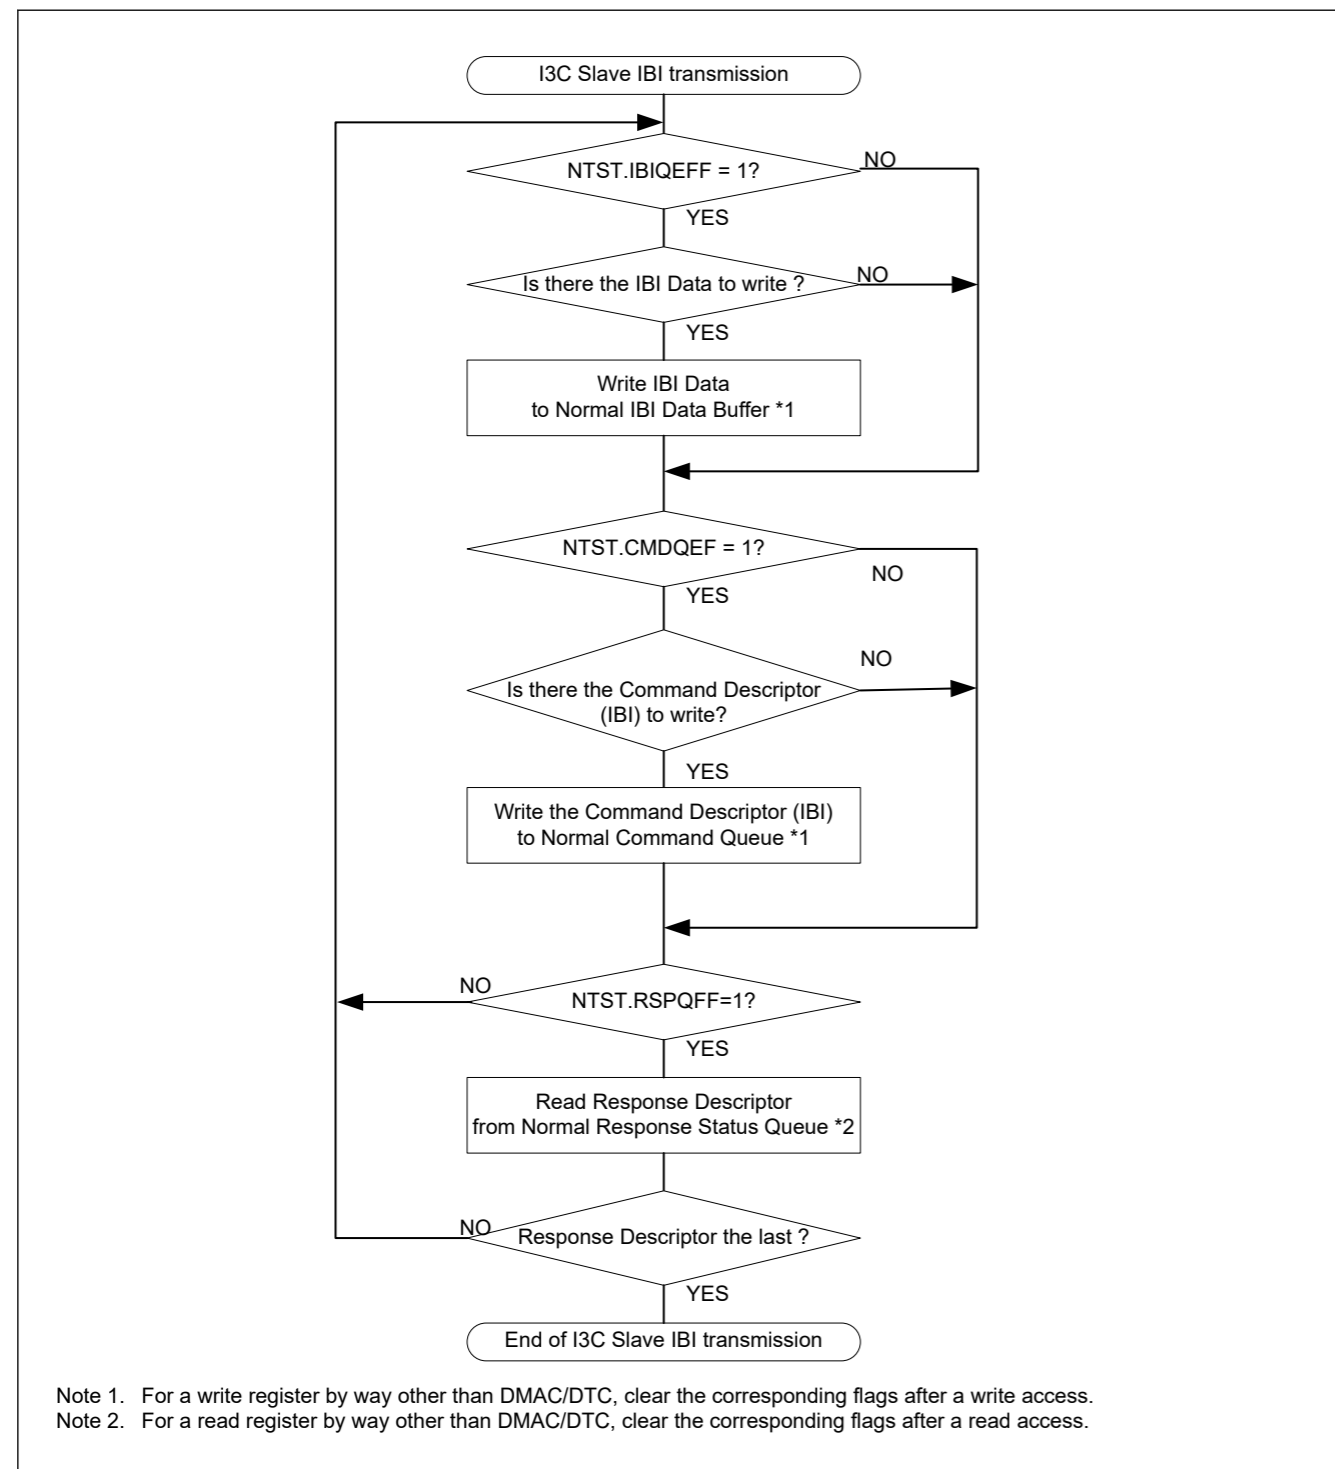 I3C Slave IBI transmission
NTST.IBIQEFF = 1?
NO
YES
Is there the IBI Data to write ?
NO
YES
Write IBI Data
to Normal IBI Data Buffer *1
NTST.CMDQEF = 1?
NO
YES
NO
Is there the Command Descriptor
(IBI) to write?
YES
Write the Command Descriptor (IBI)
to Normal Command Queue *1
NO
NTST.RSPQFF=1?
YES
Read Response Descriptor
from Normal Response Status Queue *2
NO
Response Descriptor the last ?
YES
End of I3C Slave IBI transmission
Note 1. For a write register by way other than DMAC/DTC, clear the corresponding flags after a write access.
Note 2. For a read register by way other than DMAC/DTC, clear the corresponding flags after a read access.